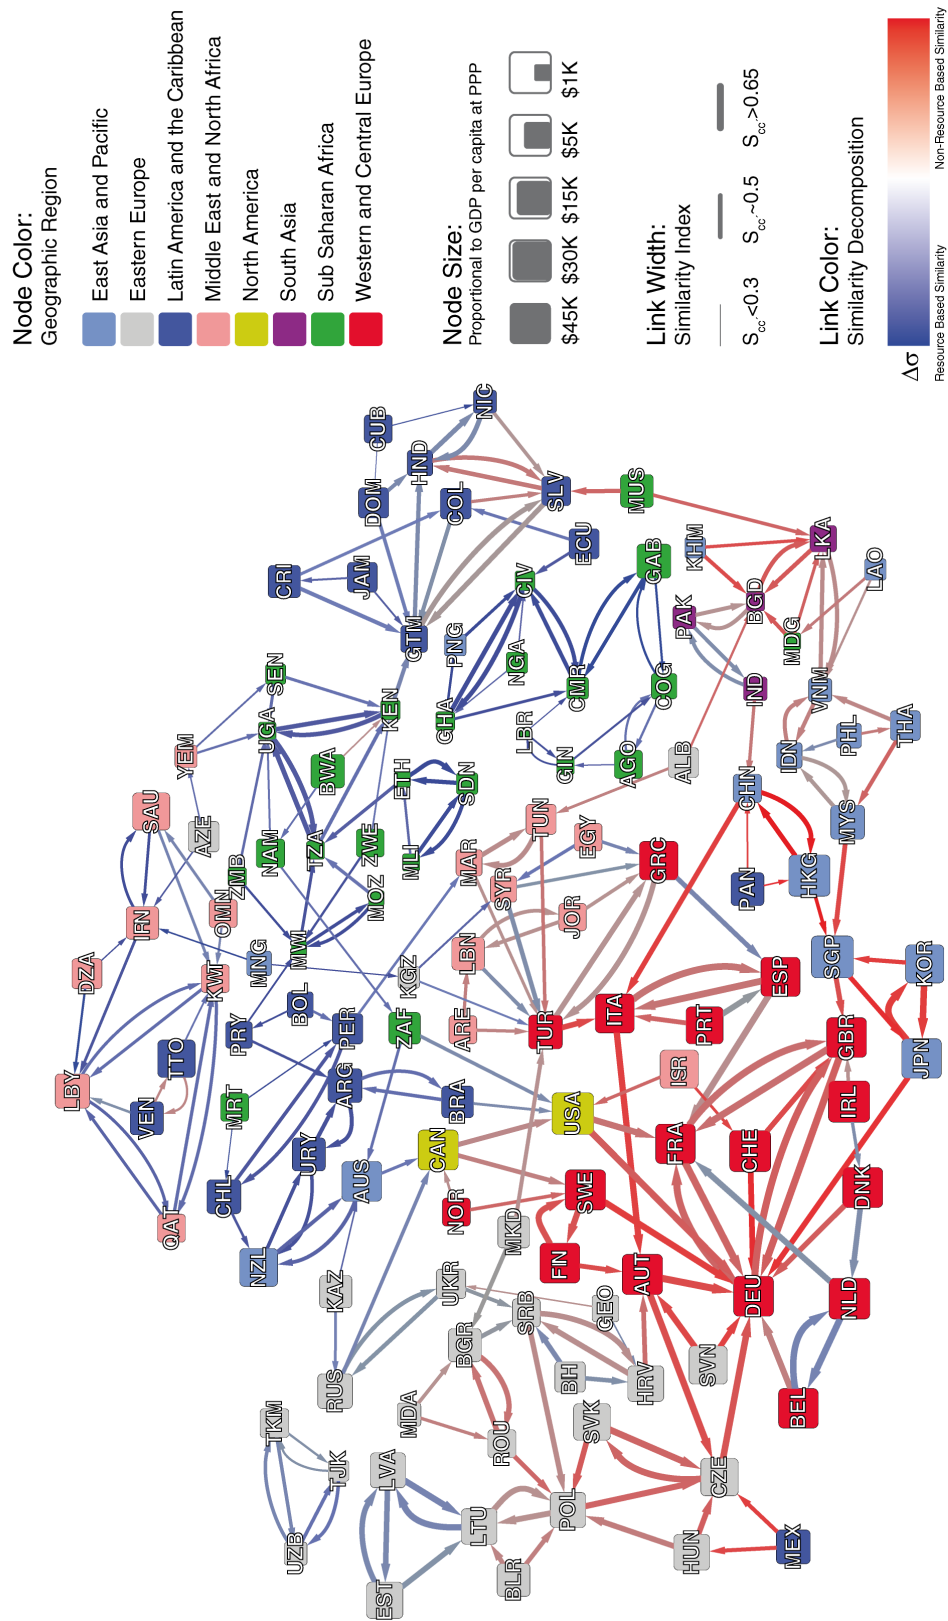 LBY
DZA
IRN
VEN
SAU
QAT
TTO
YEM
AZE
KWT
OMN
CHL
MRT
ZMB
PRY
NZL
MNG
UGA
NAM
TKM
SEN
CRI
UZB
MWI
BOL
URY
TZA
BWA
RUS
KAZ
TJK
ARG
PER
AUS
JAM
ZWE
MOZ
DOM
CUB
EST
LVA
KEN
ZAF
ETH
KGZ
MDA
MLI
GTM
HND
CAN
GHA
UKR
PNG
COL
BRA
NOR
ARE
BGR
LBN
MAR
SDN
LTU
NIC
ROU
SYR
BLR
MKD
NGA
LBR
CIV
SRB
TUN
TUR
SLV
FIN
GIN
POL
BH
JOR
USA
CMR
SWE
ECU
EGY
SVK
GEO
ITA
AGO
MUS
AUT
HRV
GAB
GRC
COG
FRA
ISR
ALB
PAK
HUN
KHM
PRT
SVN
CZE
PAN
CHN
CHE
DEU
IND
BGD
ESP
IDN
MEX
MDG
BEL
HKG
VNM
LKA
SGP
GBR
MYS
IRL
PHL
NLD
DNK
LAO
THA
JPN
KOR
Node Color:
Geographic Region
East Asia and Pacific
Eastern Europe
Latin America and the Caribbean
Middle East and North Africa
North America
South Asia
Sub Saharan Africa
Western and Central Europe
Node Size:
Proportional to GDP per capita at PPP
$45K $30K $15K $5K $1K
Link Width:
Similarity Index
Scc´<0.3 Scc´~0.5 Scc´>0.65
Link Color:
Similarity Decomposition
Δσ
Resource Based Similarity Non-Resource Based Similarity